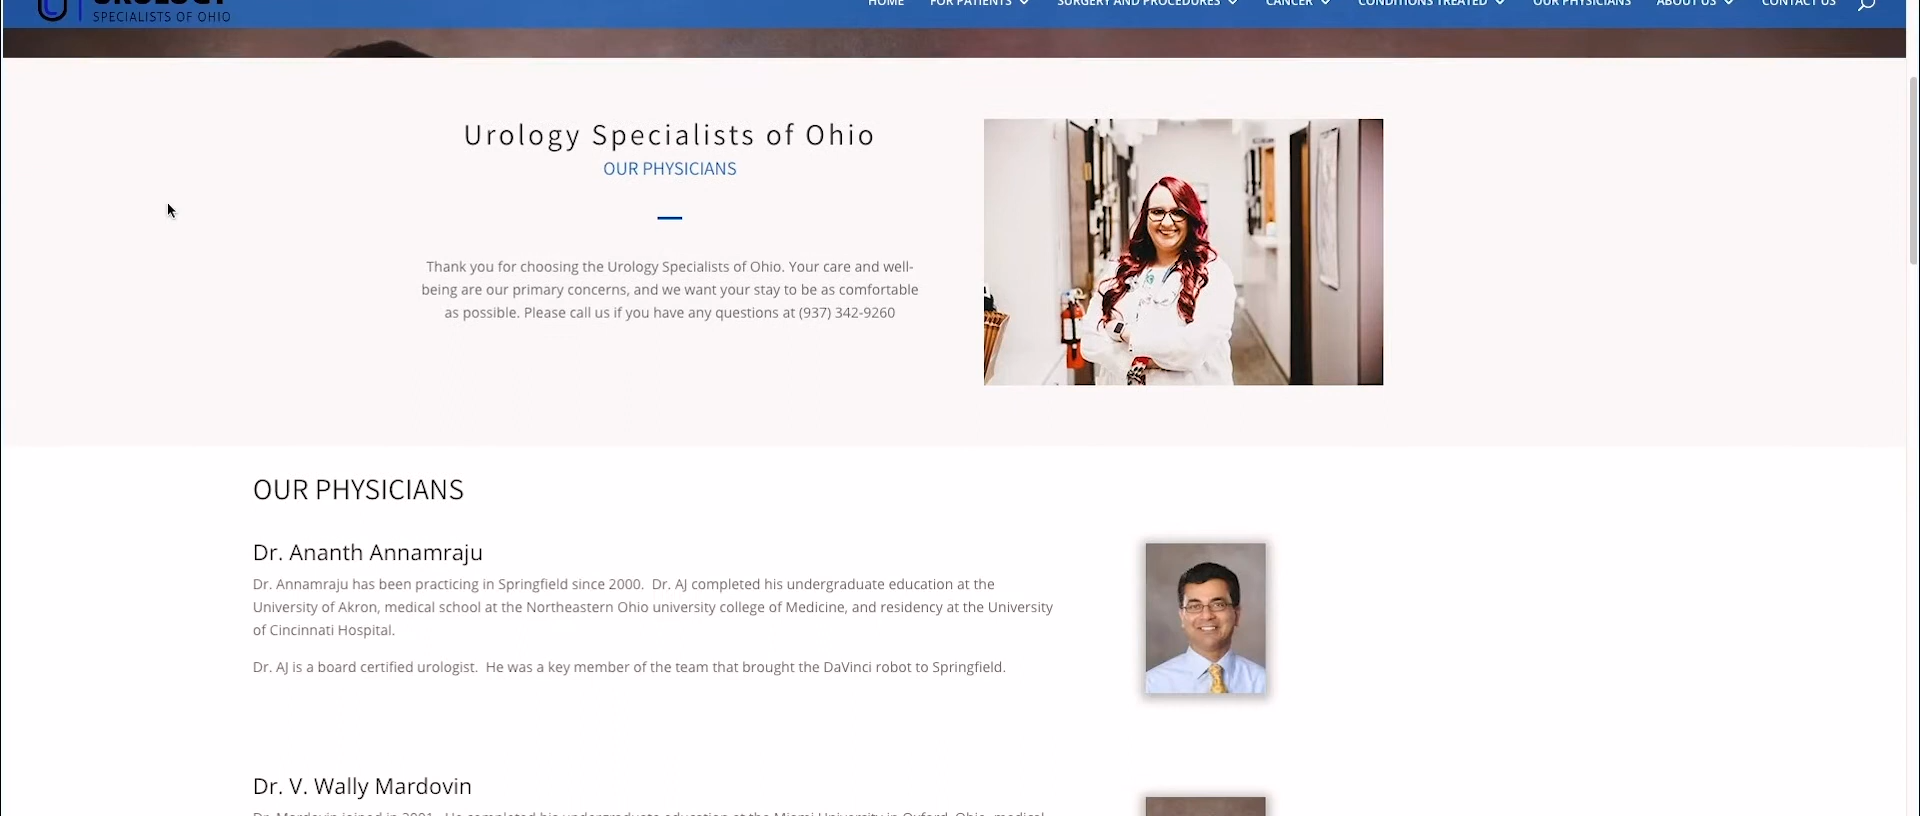 SPECIALISTS OF OHIO
HOME FOR PATIENTS SURGERY AND PROCEDURES CANCER CONDITIONS TREATED OUR PHYSICIANS ABOUT US CONTACT US
Urology Specialists of Ohio
OUR PHYSICIANS
Thank you for choosing the Urology Specialists of Ohio. Your care and well-
being are our primary concerns, and we want your stay to be as comfortable
as possible. Please call us if you have any questions at (937) 342-9260
OUR PHYSICIANS
Dr. Ananth Annamraju
Dr. Annamraju has been practicing in Springfield since 2000. Dr. AJ completed his undergraduate education at the
University of Akron, medical school at the Northeastern Ohio university college of Medicine, and residency at the University
of Cincinnati Hospital.
Dr. AJ is a board certified urologist. He was a key member of the team that brought the DaVinci robot to Springfield.
Dr. V. Wally Mardovin